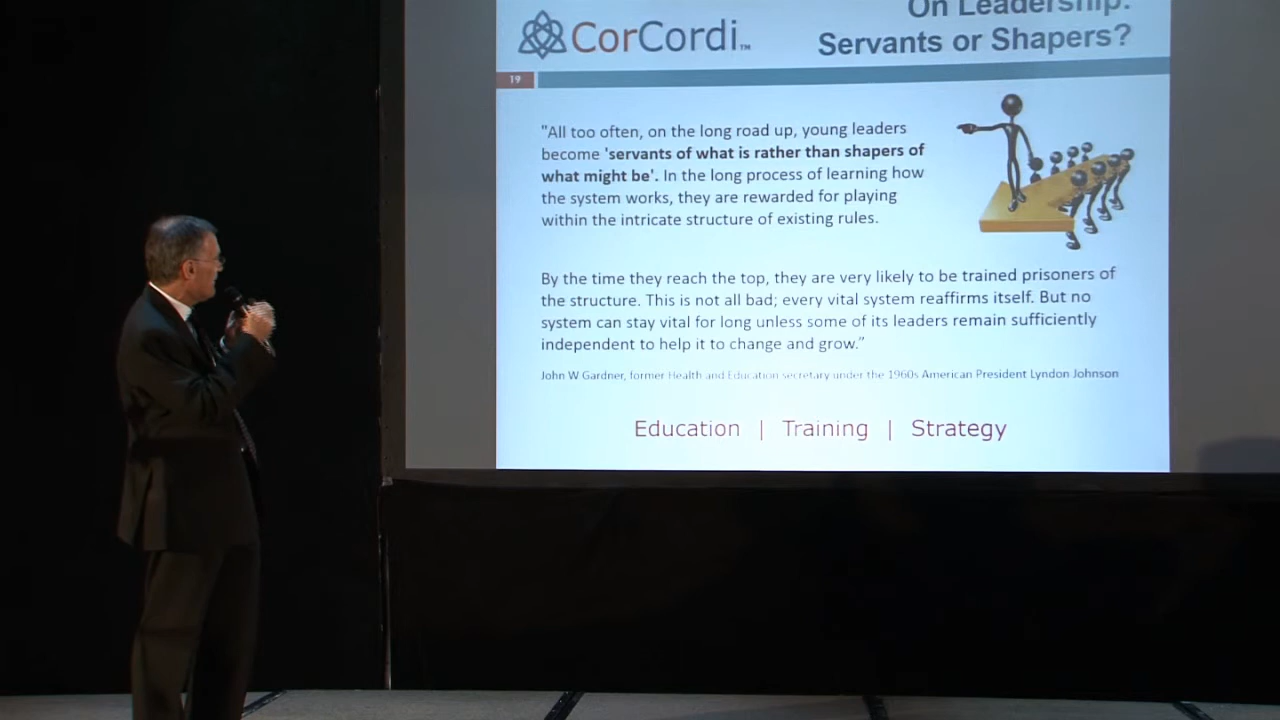 CorCordi™
On Leadership:
Servants or Shapers?
19
"All too often, on the long road up, young leaders
become 'servants of what is rather than shapers of
what might be'. In the long process of learning how
the system works, they are rewarded for playing
within the intricate structure of existing rules.
By the time they reach the top, they are very likely to be trained prisoners of
the structure. This is not all bad; every vital system reaffirms itself. But no
system can stay vital for long unless some of its leaders remain sufficiently
independent to help it to change and grow.”
John W Gardner, former Health and Education secretary under the 1960s American President Lyndon Johnson
Education | Training | Strategy